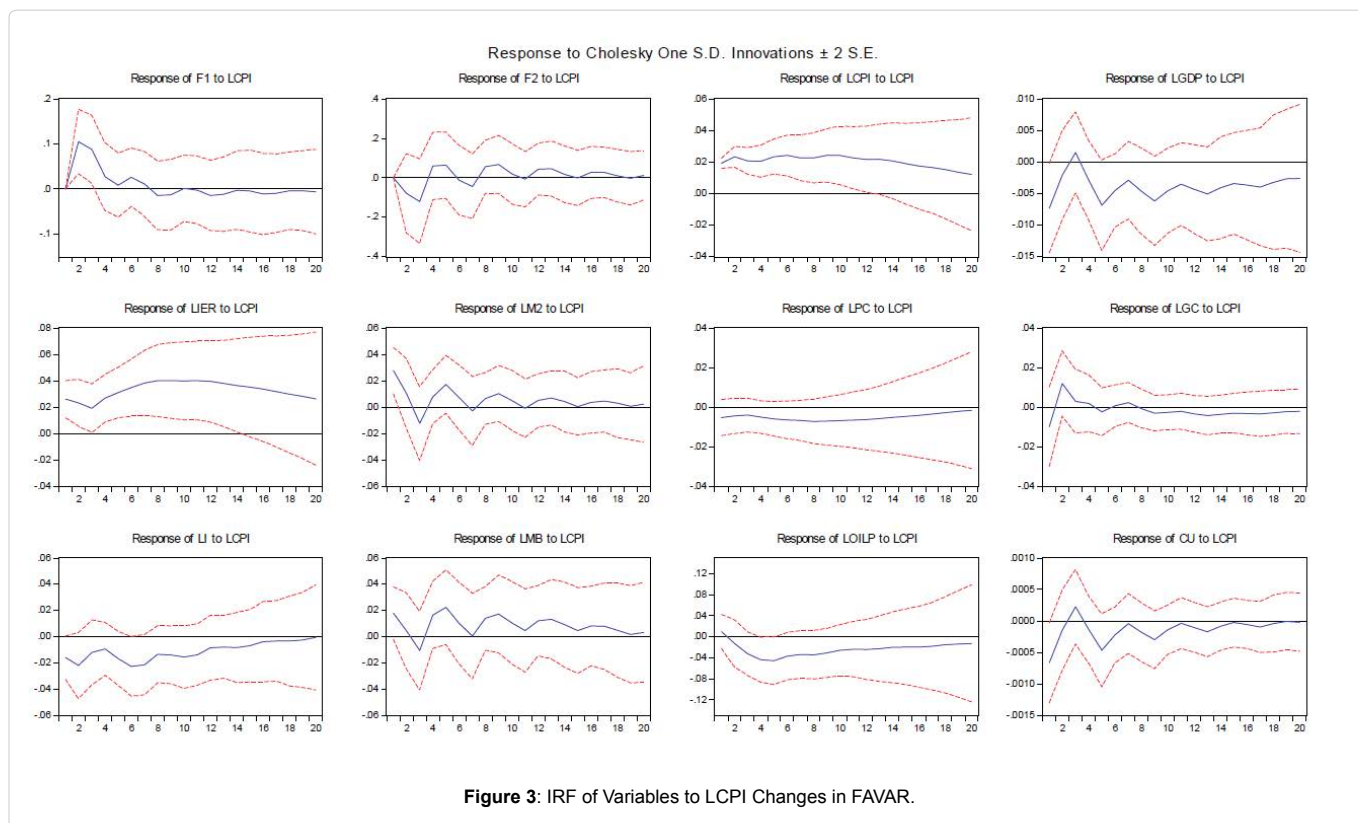 Response to Cholesky One S.D. Innovations ± 2 S.E.
Response of F1 to LCPI
.2
.1
.0
-.1
2 4 6 8 10 12 14 16 18 20
Response of F2 to LCPI
.4
.2
.0
-.2
-.4
2 4 6 8 10 12 14 16 18 20
Response of LCPI to LCPI
.06
.04
.02
.00
-.02
-.04
2 4 6 8 10 12 14 16 18 20
Response of LGDP to LCPI
.010
.005
.000
-.005
-.010
-.015
2 4 6 8 10 12 14 16 18 20
Response of LIER to LCPI
.08
.06
.04
.02
.00
-.02
-.04
2 4 6 8 10 12 14 16 18 20
Response of LM2 to LCPI
.06
.04
.02
.00
-.02
-.04
-.06
2 4 6 8 10 12 14 16 18 20
Response of LPC to LCPI
.04
.02
.00
-.02
-.04
2 4 6 8 10 12 14 16 18 20
Response of LGC to LCPI
.04
.02
.00
-.02
-.04
2 4 6 8 10 12 14 16 18 20
Response of LI to LCPI
.06
.04
.02
.00
-.02
-.04
-.06
2 4 6 8 10 12 14 16 18 20
Response of LMB to LCPI
.06
.04
.02
.00
-.02
-.04
-.06
2 4 6 8 10 12 14 16 18 20
Response of LOILP to LCPI
.12
.08
.04
.00
-.04
-.08
-.12
2 4 6 8 10 12 14 16 18 20
Response of CU to LCPI
.0010
.0005
.0000
-.0005
-.0010
-.0015
2 4 6 8 10 12 14 16 18 20
Figure 3: IRF of Variables to LCPI Changes in FAVAR.